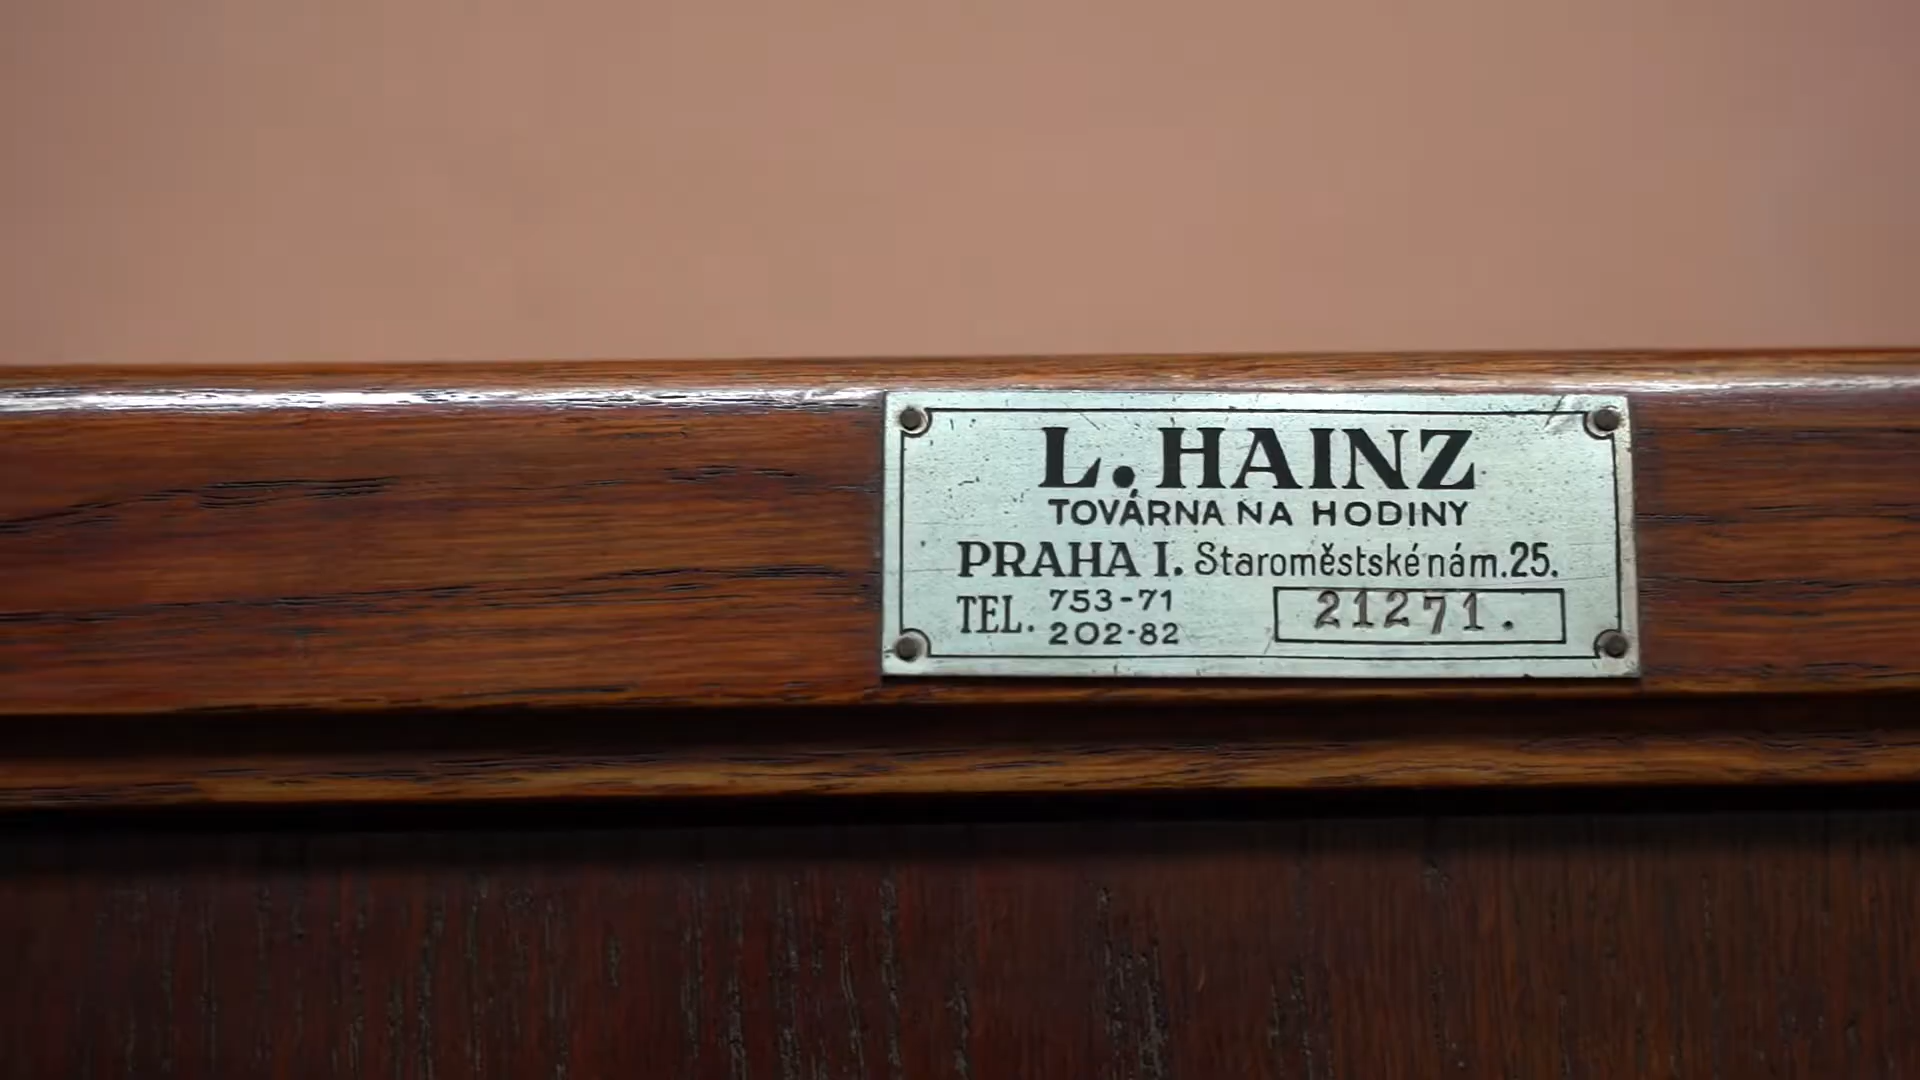 L. HAINZ
TOVÁRNA NA HODINY
PRAHA I. Staroměstské nám. 25.
TEL. 753-71
202-82
21271.